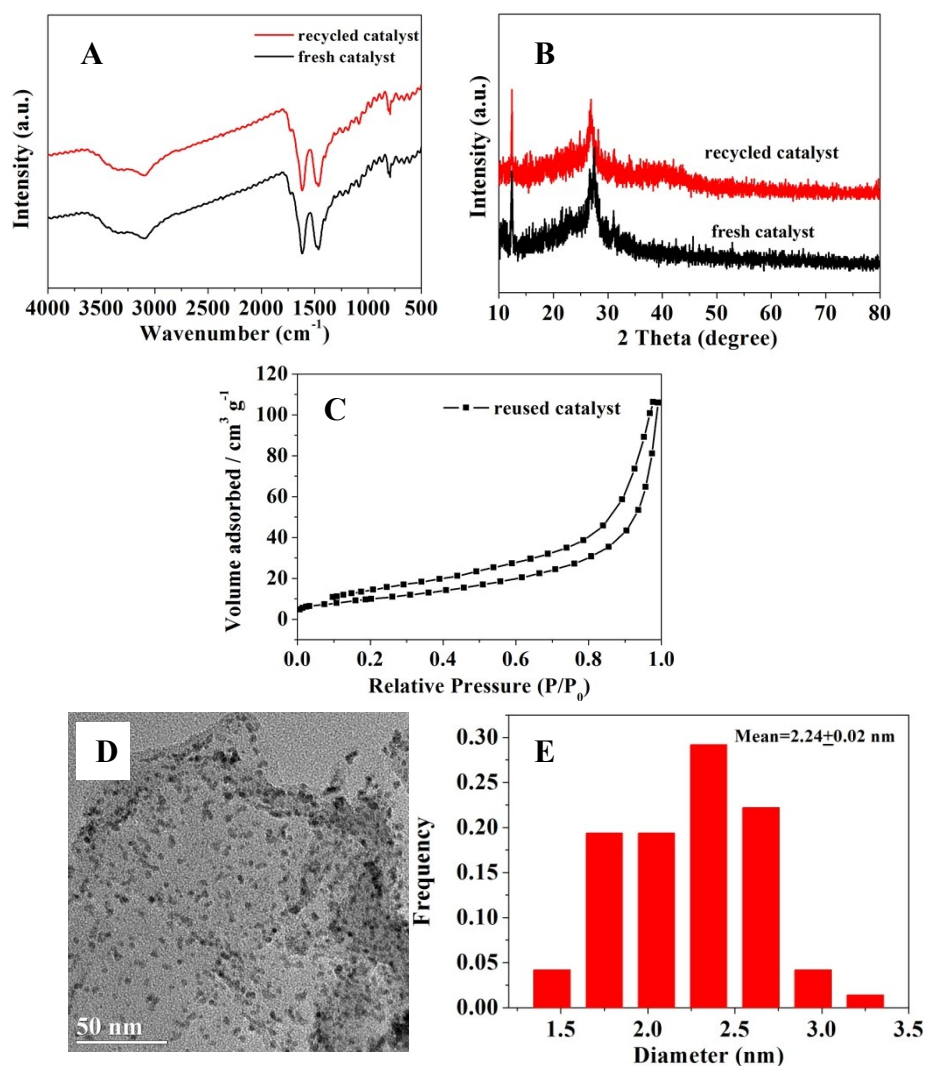 A
recycled catalyst
fresh catalyst
Intensity (a.u.)
4000 3500 3000 2500 2000 1500 1000 500
Wavenumber (cm⁻¹)
B
recycled catalyst
fresh catalyst
Intensity (a.u.)
10 20 30 40 50 60 70 80
2 Theta (degree)
C
reused catalyst
Volume adsorbed / cm³ g⁻¹
120
100
80
60
40
20
0
0.0 0.2 0.4 0.6 0.8 1.0
Relative Pressure (P/P₀)
D
50 nm
E
Mean=2.24±0.02 nm
Frequency
0.30
0.25
0.20
0.15
0.10
0.05
0.00
1.5 2.0 2.5 3.0 3.5
Diameter (nm)